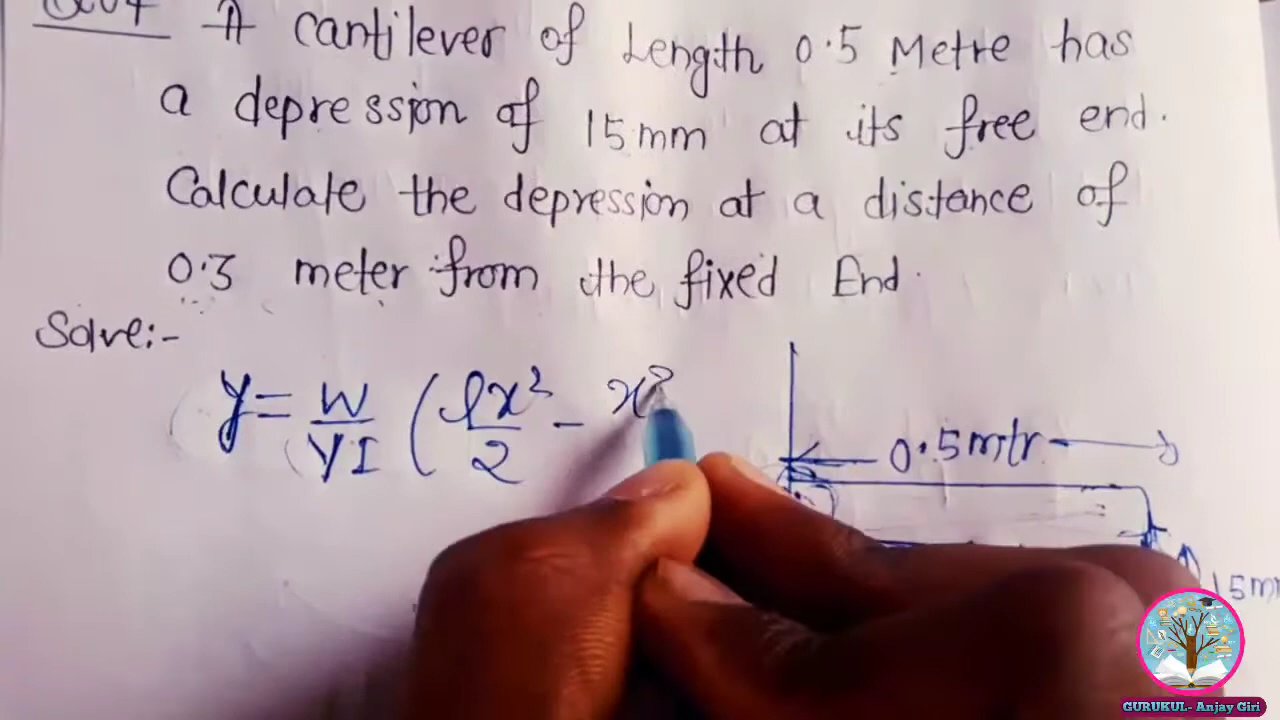 A cantilever of Length 0.5 Metre has
a depression of 15mm at its free end.
Calculate the depression at a distance of
0.3 meter from the fixed End.
Solve:-
y = W/YI ( lx²/2 - x³
0.5mtr
15m
GURUKUL- Anjay Giri